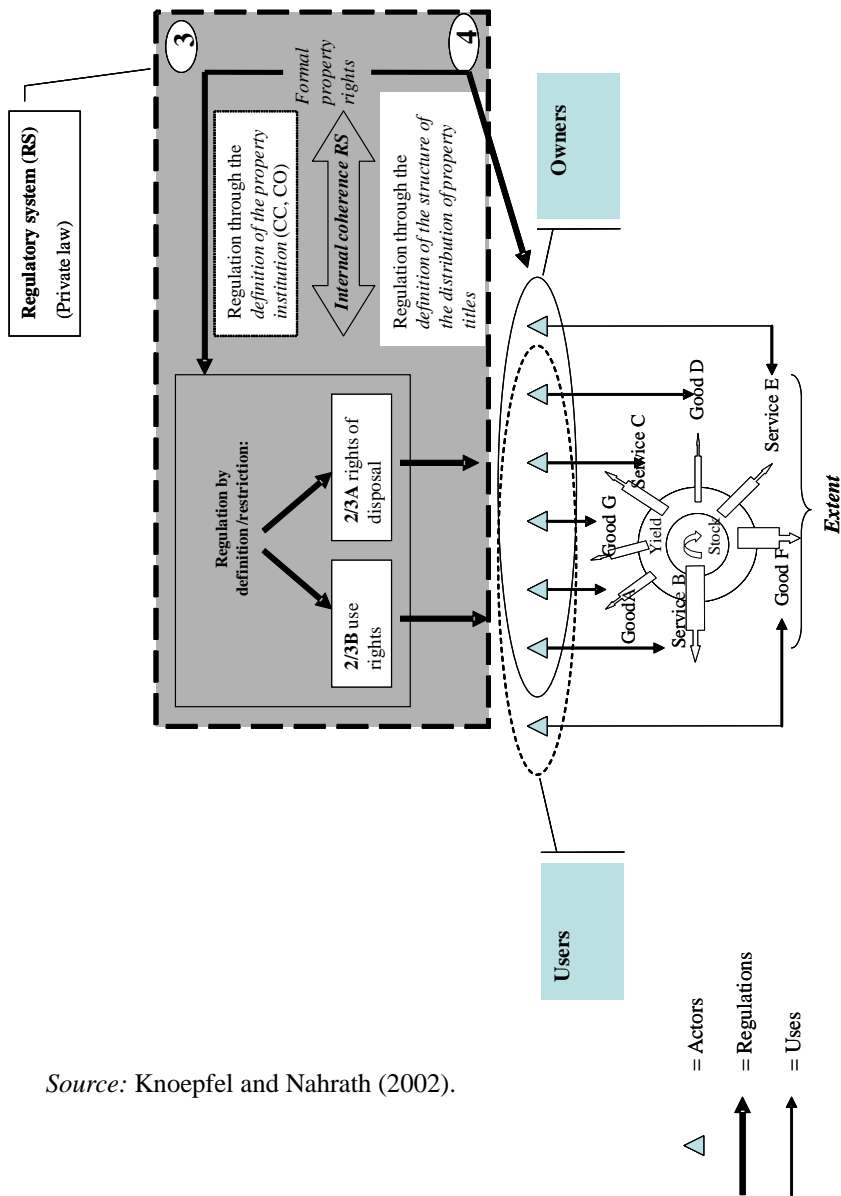 Regulatory system (RS)
(Private law)
3
4
Formal
property
rights
Regulation through the
definition of the property
institution (CC, CO)
Internal coherence RS
Regulation through the
definition of the structure of
the distribution of property
titles
Regulation by
definition /restriction:
2/3B use
rights
2/3A rights of
disposal
Users
Owners
Service B
Good A
Good G
Service C
Good D
Service E
Good F
Yield
Stock
Extent
= Actors
= Regulations
= Uses
Source: Knoepfel and Nahrath (2002).